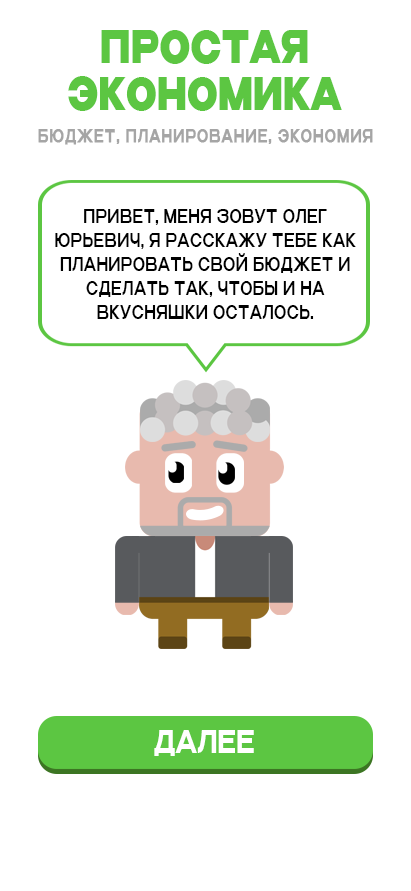 ПРОСТАЯ
ЭКОНОМИКА
БЮДЖЕТ, ПЛАНИРОВАНИЕ, ЭКОНОМИЯ
ПРИВЕТ, МЕНЯ ЗОВУТ ОЛЕГ
ЮРЬЕВИЧ, Я РАССКАЖУ ТЕБЕ КАК
ПЛАНИРОВАТЬ СВОЙ БЮДЖЕТ И
СДЕЛАТЬ ТАК, ЧТОБЫ И НА
ВКУСНЯШКИ ОСТАЛОСЬ.
ДАЛЕЕ